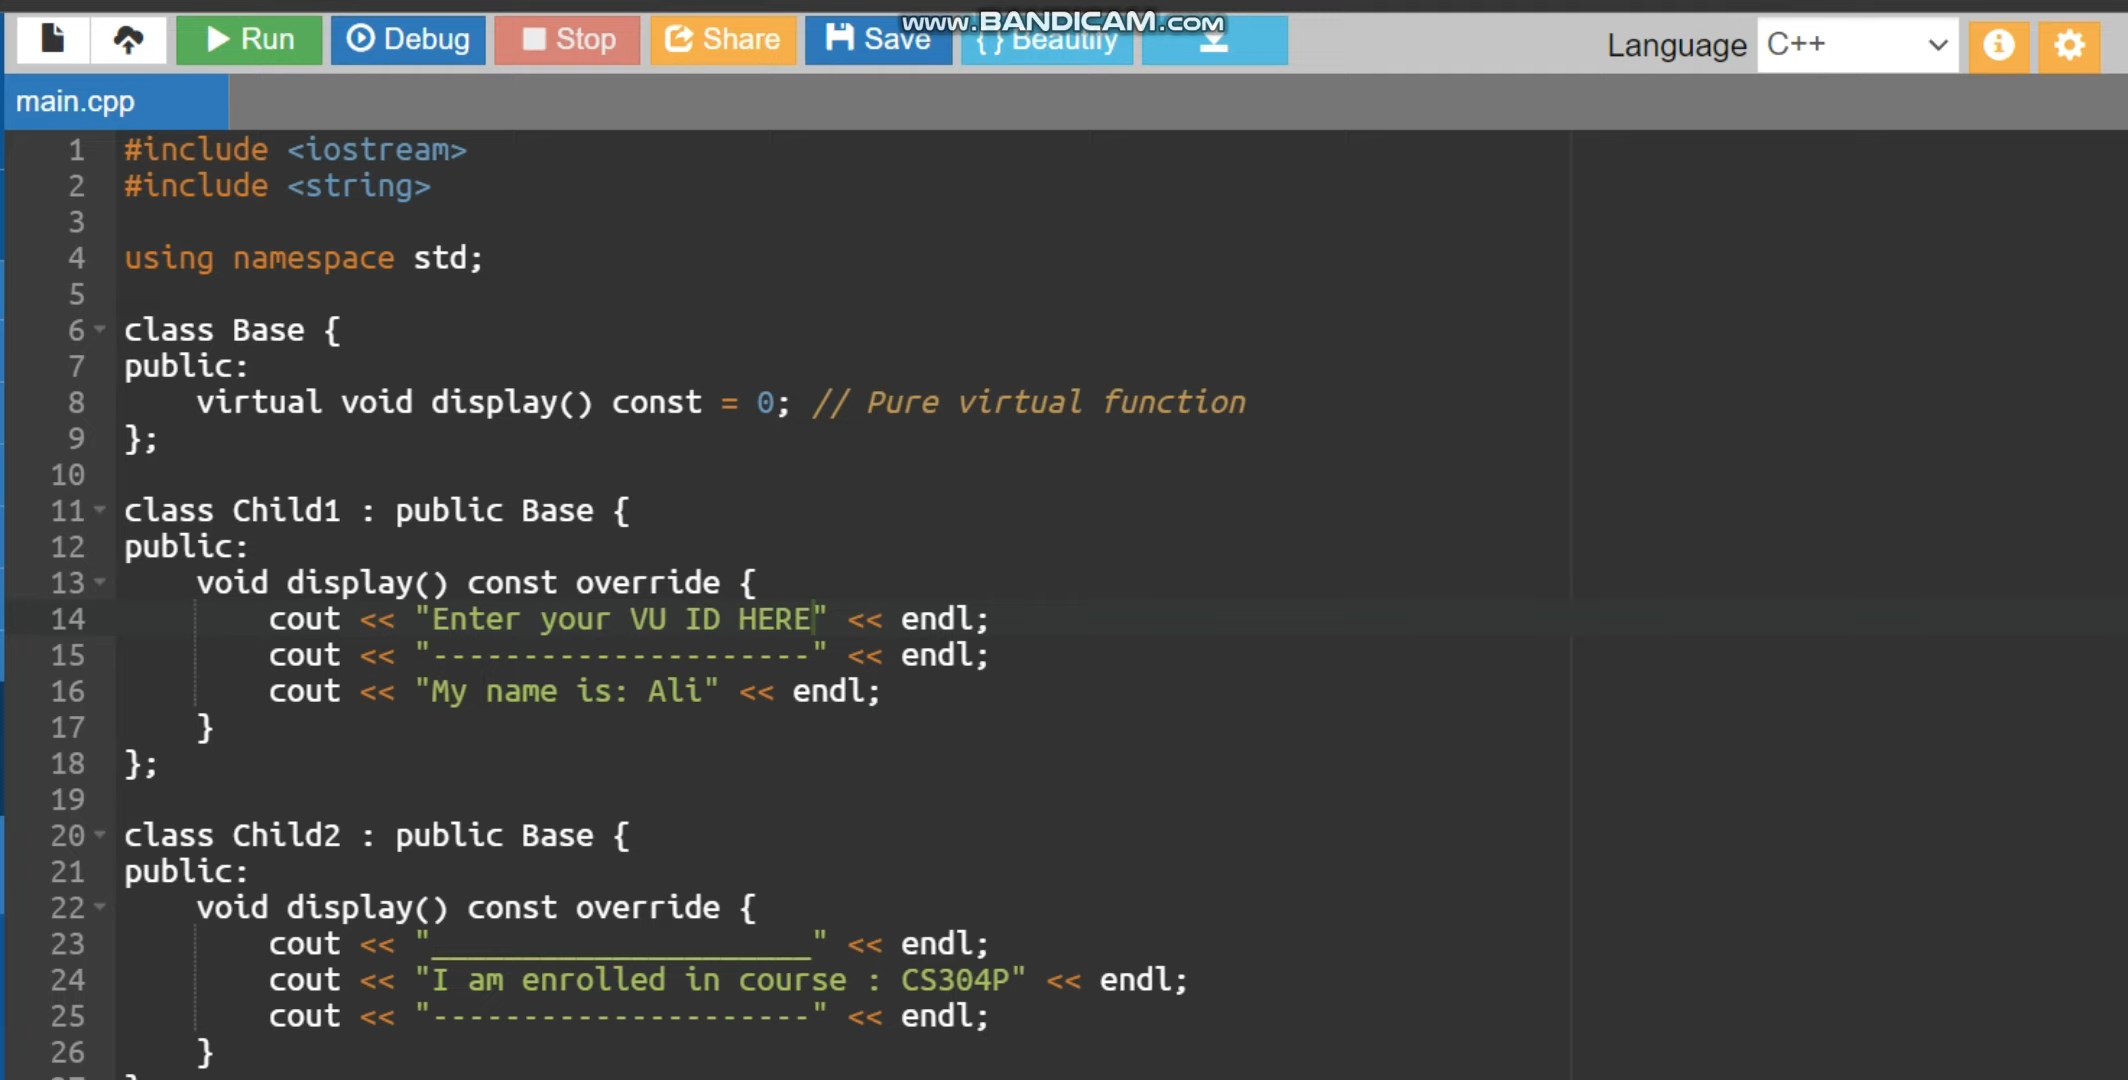 www.BANDICAM.com
Run Debug Stop Share Save {} Beautify Language C++
main.cpp
1 #include <iostream>
2 #include <string>
3
4 using namespace std;
5
6 class Base {
7 public:
8     virtual void display() const = 0; // Pure virtual function
9 };
10
11 class Child1 : public Base {
12 public:
13     void display() const override {
14         cout << "Enter your VU ID HERE" << endl;
15         cout << "---------------------" << endl;
16         cout << "My name is: Ali" << endl;
17     }
18 };
19
20 class Child2 : public Base {
21 public:
22     void display() const override {
23         cout << "_____________________" << endl;
24         cout << "I am enrolled in course : CS304P" << endl;
25         cout << "---------------------" << endl;
26     }